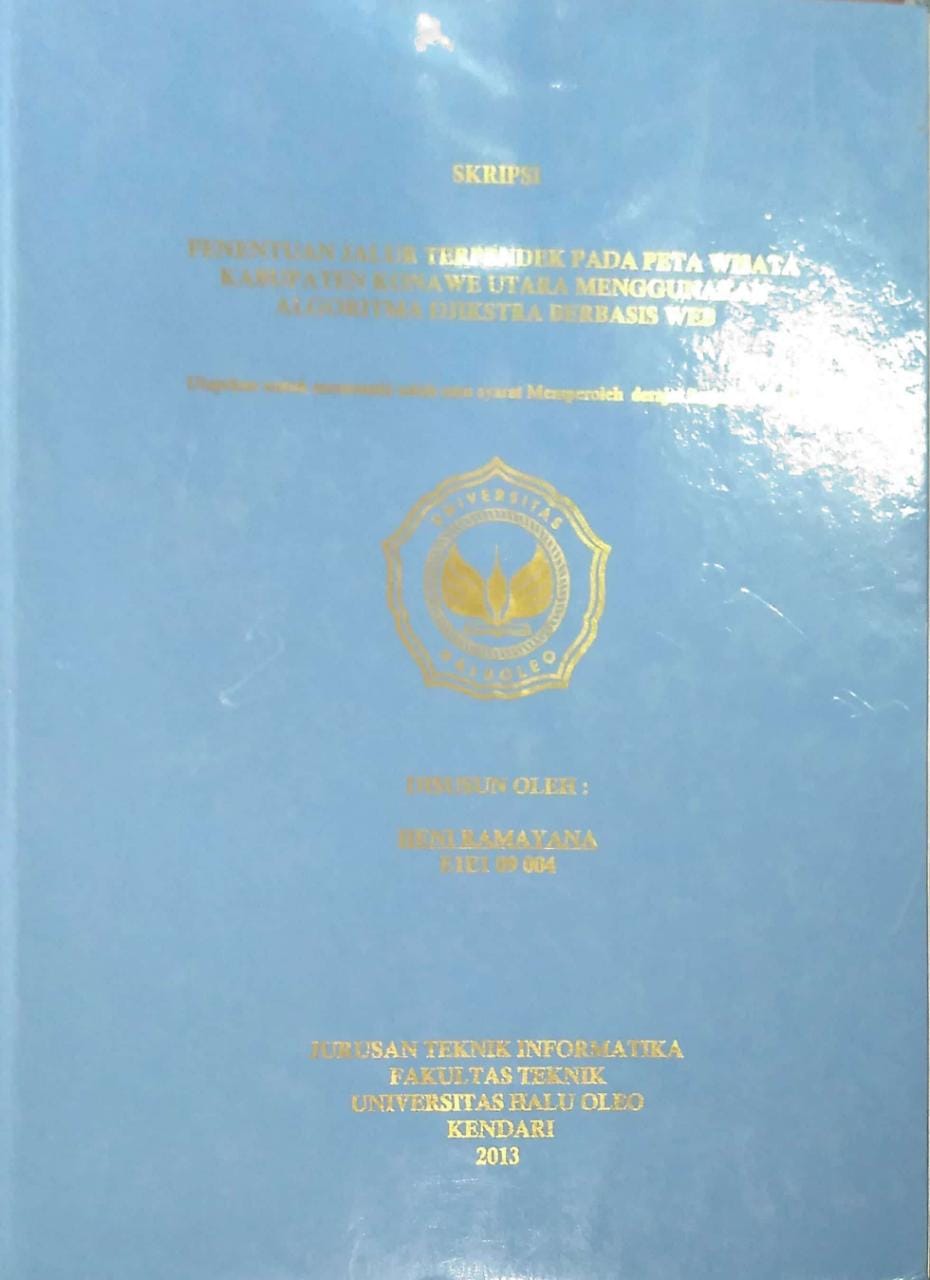 SKRIPSI
PENENTUAN JALUR TERPENDEK PADA PETA WISATA
KABUPATEN KONAWE UTARA MENGGUNAKAN
ALGORITMA DJIKSTRA BERBASIS WEB
Diajukan untuk memenuhi salah satu syarat Memperoleh derajat
UNIVERSITAS
HALUOLEO
DISUSUN OLEH :
HENI RAMAYANA
E1E1 09 004
JURUSAN TEKNIK INFORMATIKA
FAKULTAS TEKNIK
UNIVERSITAS HALU OLEO
KENDARI
2013